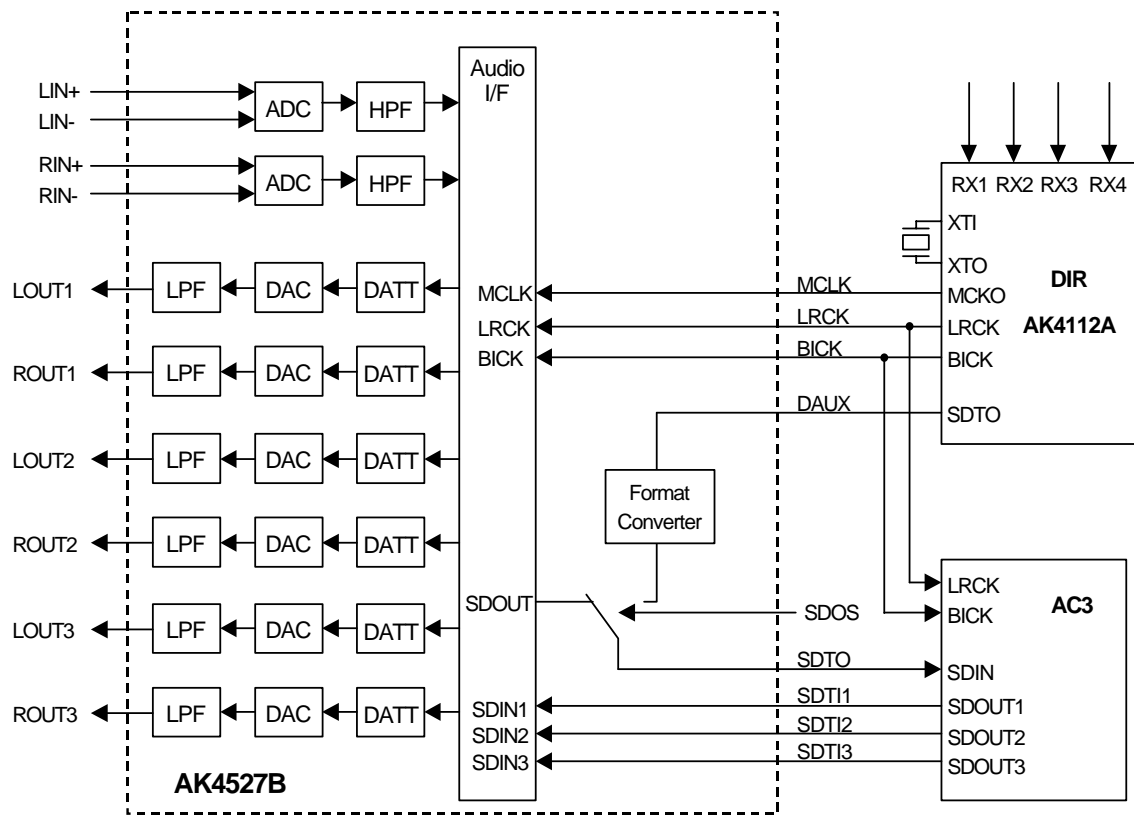 Audio
I/F
LIN+
LIN-
ADC
HPF
RIN+
RIN-
ADC
HPF
RX1 RX2 RX3 RX4
XTI
XTO
DIR
AK4112A
LOUT1
LPF
DAC
DATT
MCLK
MCLK
MCKO
LRCK
LRCK
LRCK
ROUT1
LPF
DAC
DATT
BICK
BICK
BICK
DAUX
SDTO
LOUT2
LPF
DAC
DATT
Format
Converter
ROUT2
LPF
DAC
DATT
LRCK
BICK
AC3
SDOUT
SDOS
LOUT3
LPF
DAC
DATT
SDTO
SDIN
ROUT3
LPF
DAC
DATT
SDIN1
SDTI1
SDOUT1
SDIN2
SDTI2
SDOUT2
SDIN3
SDTI3
SDOUT3
AK4527B